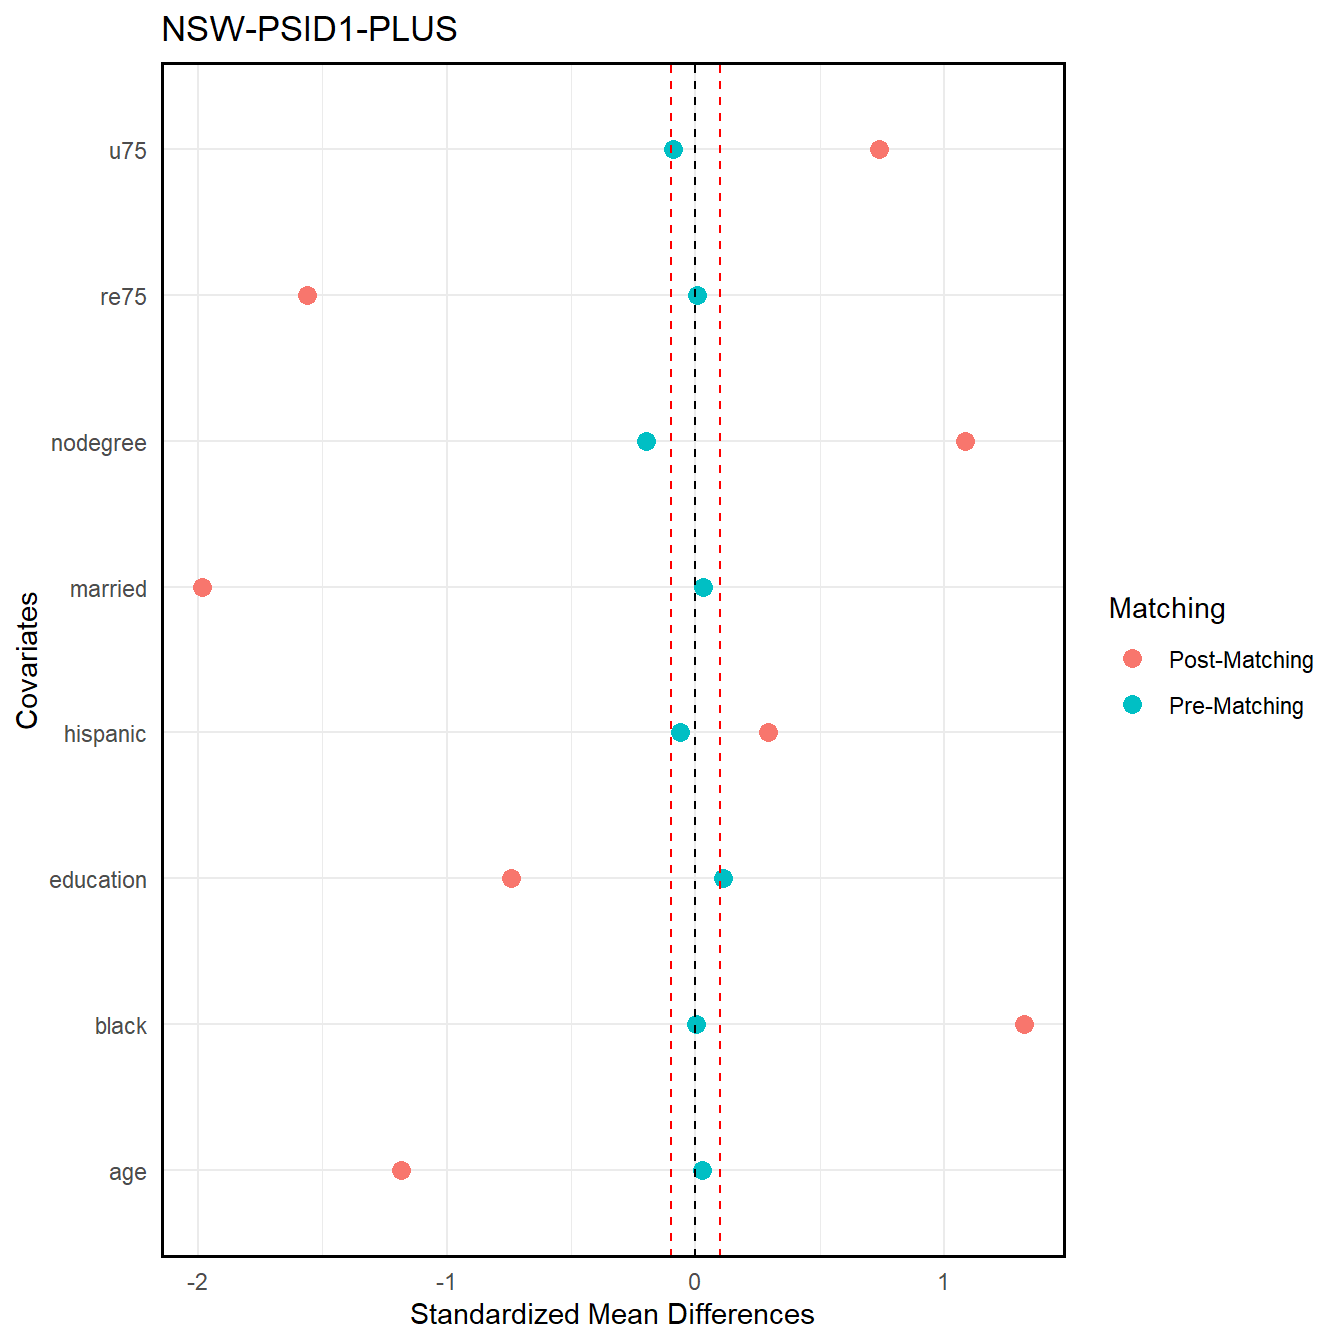 NSW-PSID1-PLUS
u75
re75
nodegree
married
hispanic
education
black
age
Covariates
-2 -1 0 1
Standardized Mean Differences
Matching
Post-Matching
Pre-Matching